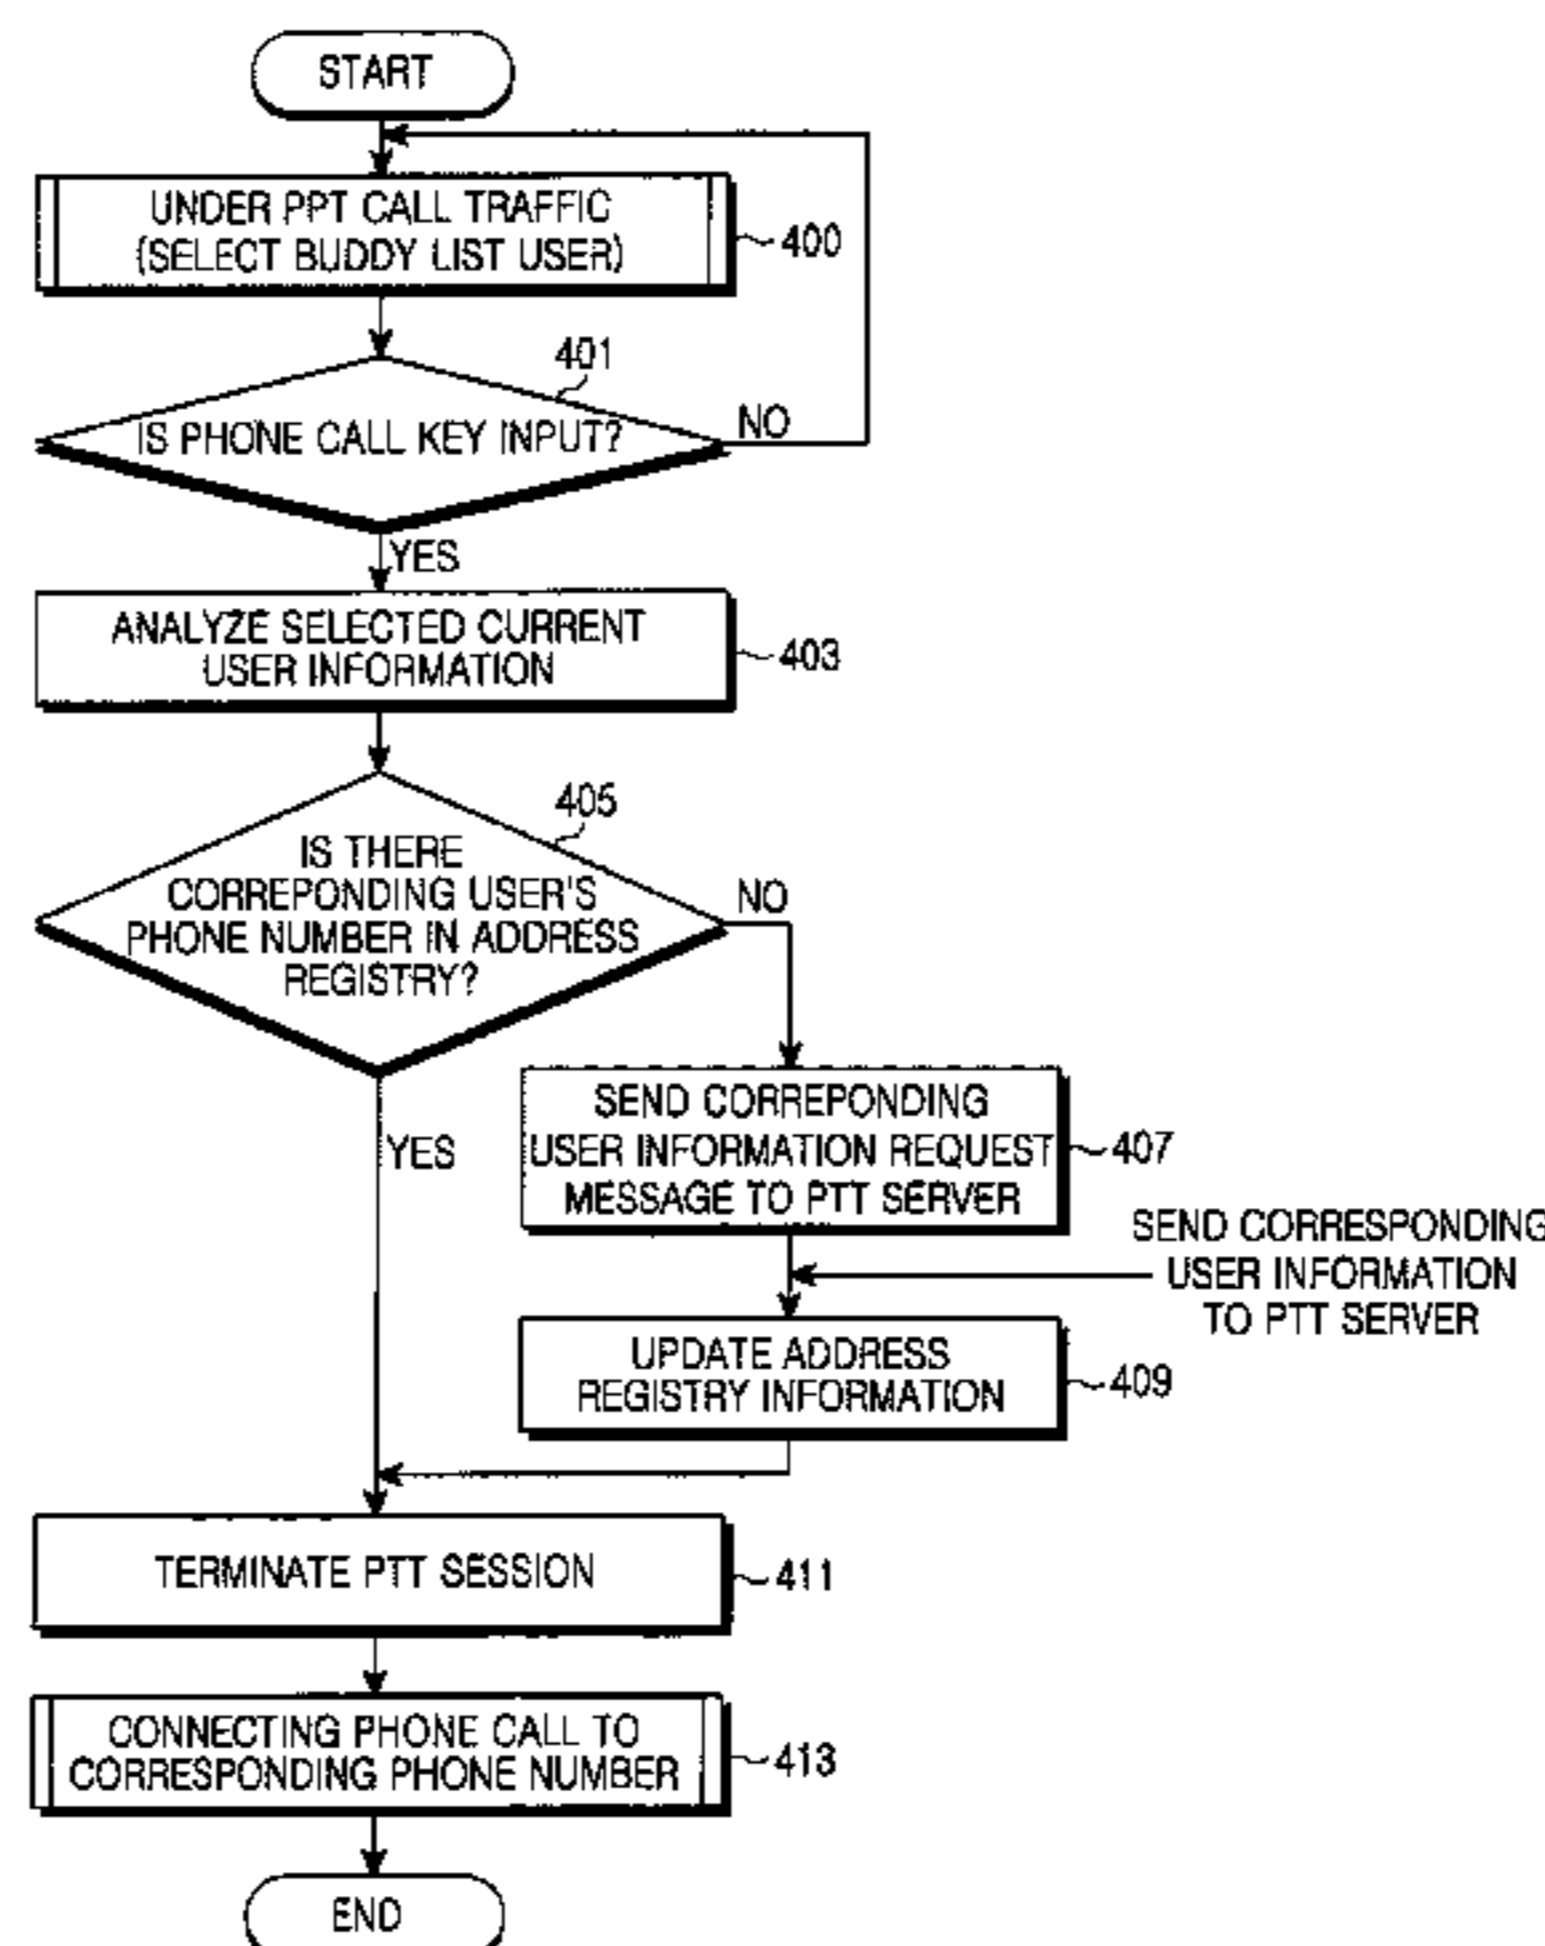 START
UNDER PPT CALL TRAFFIC
(SELECT BUDDY LIST USER)
400
401
IS PHONE CALL KEY INPUT?
NO
YES
ANALYZE SELECTED CURRENT
USER INFORMATION
403
405
IS THERE
CORREPONDING USER'S
PHONE NUMBER IN ADDRESS
REGISTRY?
NO
YES
SEND CORREPONDING
USER INFORMATION REQUEST
MESSAGE TO PTT SERVER
407
SEND CORRESPONDING
USER INFORMATION
TO PTT SERVER
UPDATE ADDRESS
REGISTRY INFORMATION
409
TERMINATE PTT SESSION
411
CONNECTING PHONE CALL TO
CORRESPONDING PHONE NUMBER
413
END